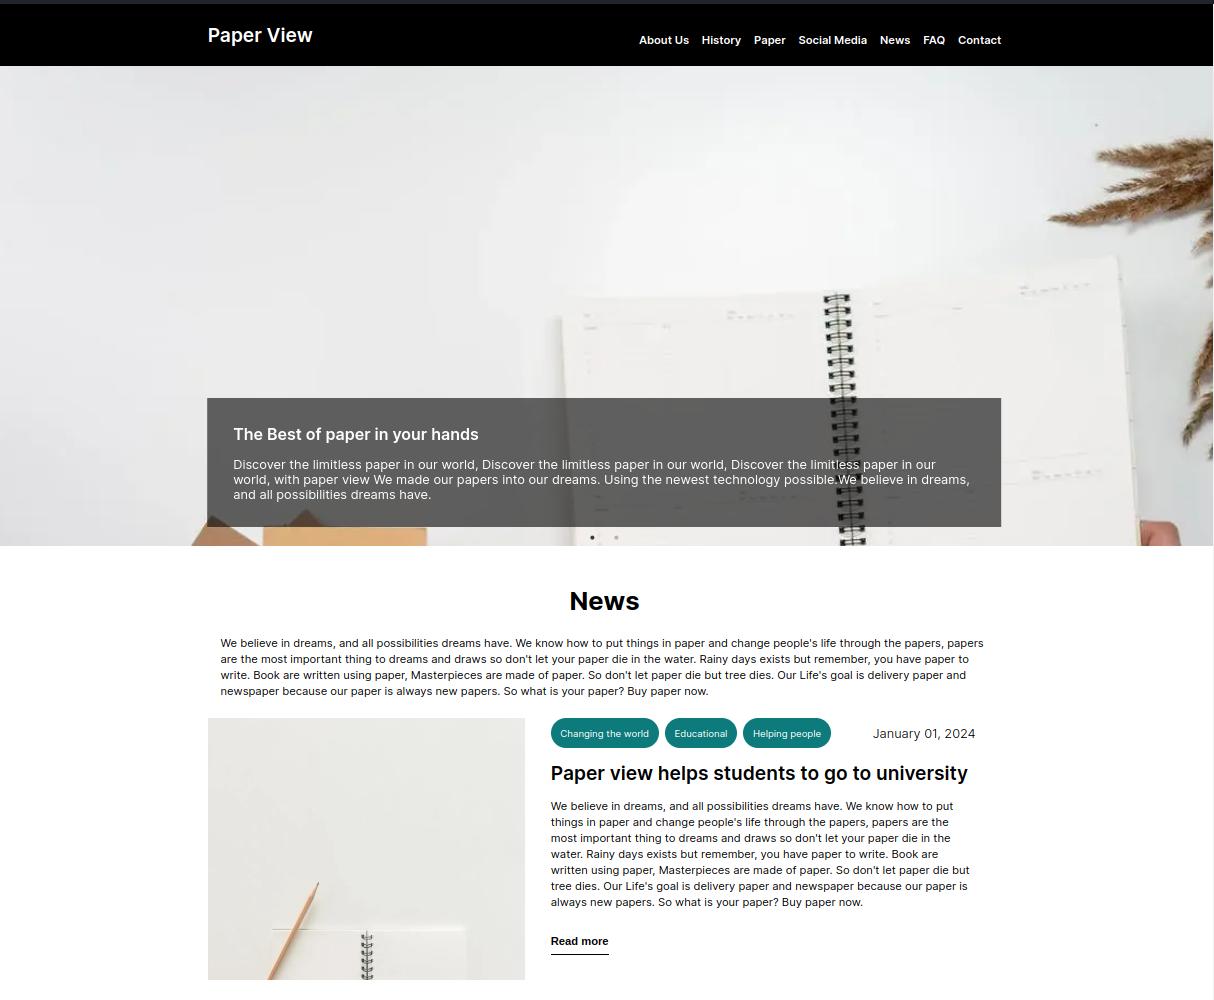 Paper View
About Us History Paper Social Media News FAQ Contact
The Best of paper in your hands
Discover the limitless paper in our world, Discover the limitless paper in our world, Discover the limitless paper in our
world, with paper view We made our papers into our dreams. Using the newest technology possible.We believe in dreams,
and all possibilities dreams have.
News
We believe in dreams, and all possibilities dreams have. We know how to put things in paper and change people's life through the papers, papers
are the most important thing to dreams and draws so don't let your paper die in the water. Rainy days exists but remember, you have paper to
write. Book are written using paper, Masterpieces are made of paper. So don't let paper die but tree dies. Our Life's goal is delivery paper and
newspaper because our paper is always new papers. So what is your paper? Buy paper now.
Changing the world Educational Helping people January 01, 2024
Paper view helps students to go to university
We believe in dreams, and all possibilities dreams have. We know how to put
things in paper and change people's life through the papers, papers are the
most important thing to dreams and draws so don't let your paper die in the
water. Rainy days exists but remember, you have paper to write. Book are
written using paper, Masterpieces are made of paper. So don't let paper die but
tree dies. Our Life's goal is delivery paper and newspaper because our paper is
always new papers. So what is your paper? Buy paper now.
Read more